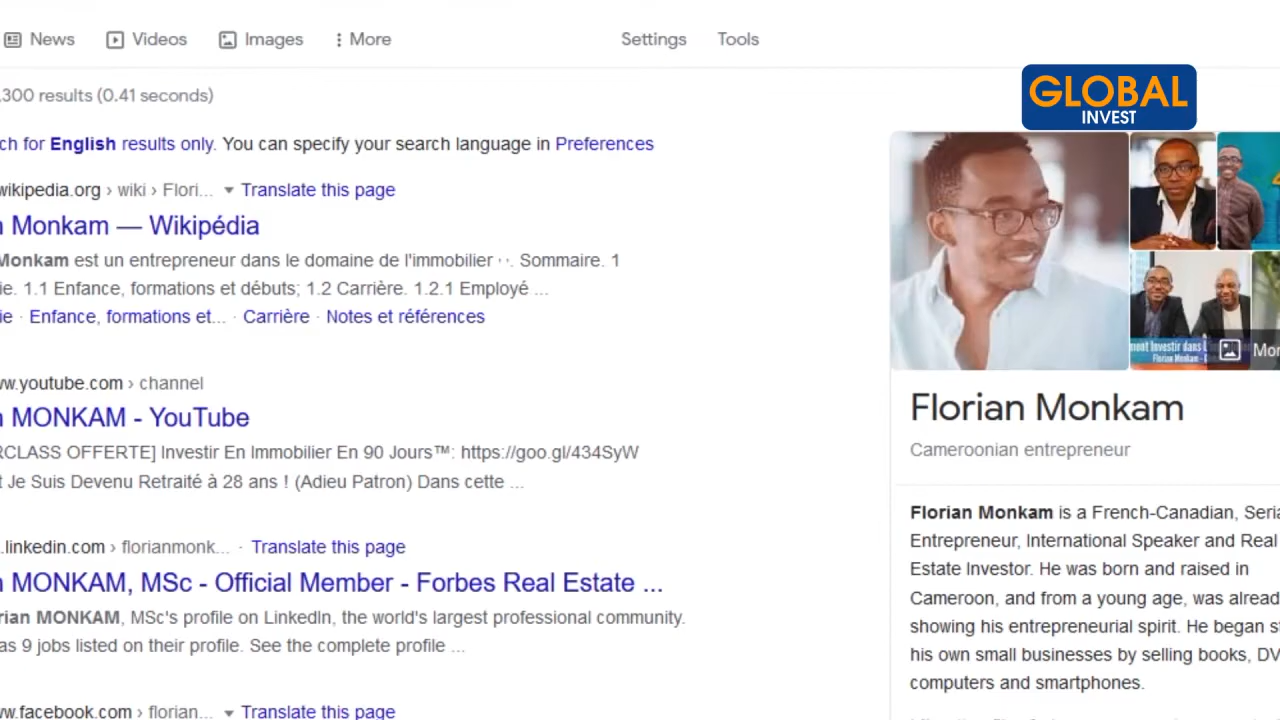 News Videos Images More Settings Tools
,300 results (0.41 seconds)
GLOBAL
INVEST
ch for English results only. You can specify your search language in Preferences
wikipedia.org › wiki › Flori... Translate this page
n Monkam — Wikipédia
Monkam est un entrepreneur dans le domaine de l'immobilier ··. Sommaire. 1
ie. 1.1 Enfance, formations et débuts; 1.2 Carrière. 1.2.1 Employé ...
ie · Enfance, formations et... · Carrière · Notes et références
ww.youtube.com › channel
n MONKAM - YouTube
RCLASS OFFERTE] Investir En Immobilier En 90 Jours™: https://goo.gl/434SyW
t Je Suis Devenu Retraité à 28 ans ! (Adieu Patron) Dans cette ...
.linkedin.com › florianmonk... · Translate this page
n MONKAM, MSc - Official Member - Forbes Real Estate ...
rian MONKAM, MSc's profile on LinkedIn, the world's largest professional community.
as 9 jobs listed on their profile. See the complete profile ...
ww.facebook.com › florian... Translate this page
ment Investir dans L
Florian Monkam -
Mor
Florian Monkam
Cameroonian entrepreneur
Florian Monkam is a French-Canadian, Seria
Entrepreneur, International Speaker and Real
Estate Investor. He was born and raised in
Cameroon, and from a young age, was alread
showing his entrepreneurial spirit. He began s
his own small businesses by selling books, DV
computers and smartphones.